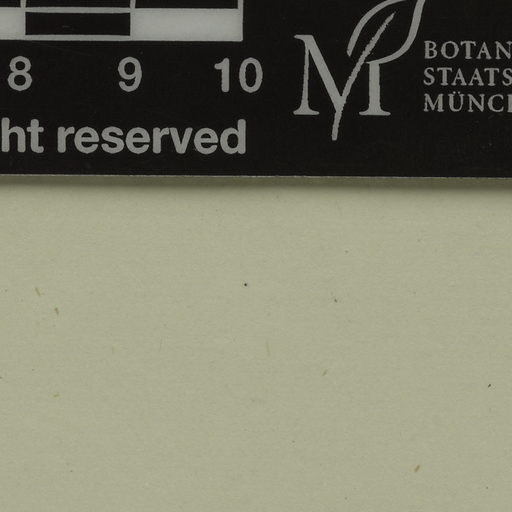 8 9 10
ht reserved
M
BOTAN
STAATS
MÜNC